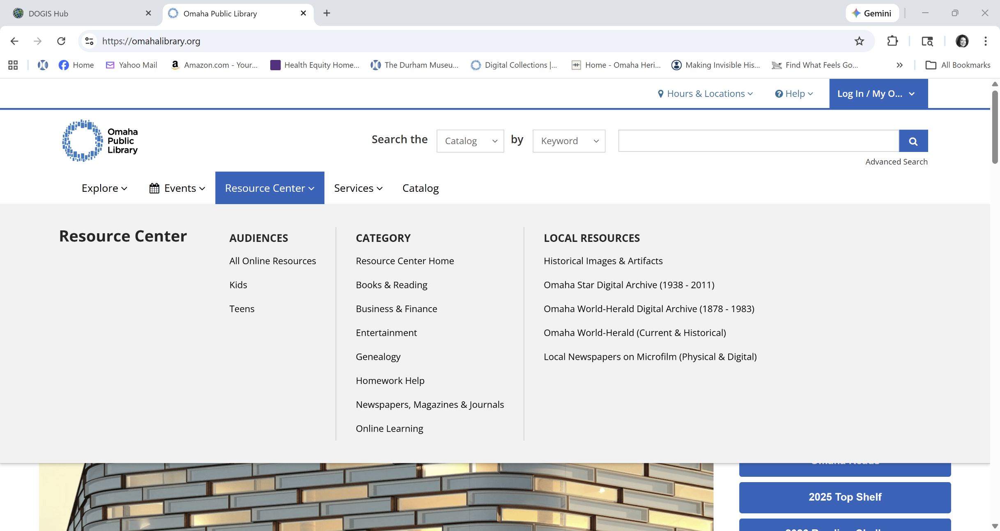 DOGIS Hub
Omaha Public Library
Gemini
https://omahalibrary.org
Home
Yahoo Mail
Amazon.com - Your...
Health Equity Home...
The Durham Museu...
Digital Collections |...
Home - Omaha Heri...
Making Invisible His...
Find What Feels Go...
All Bookmarks
Hours & Locations
Help
Log In / My O...
Omaha
Public
Library
Search the
Catalog
by
Keyword
Advanced Search
Explore
Events
Resource Center
Services
Catalog
Resource Center
AUDIENCES
All Online Resources
Kids
Teens
CATEGORY
Resource Center Home
Books & Reading
Business & Finance
Entertainment
Genealogy
Homework Help
Newspapers, Magazines & Journals
Online Learning
LOCAL RESOURCES
Historical Images & Artifacts
Omaha Star Digital Archive (1938 - 2011)
Omaha World-Herald Digital Archive (1878 - 1983)
Omaha World-Herald (Current & Historical)
Local Newspapers on Microfilm (Physical & Digital)
Omaha Reads
2025 Top Shelf